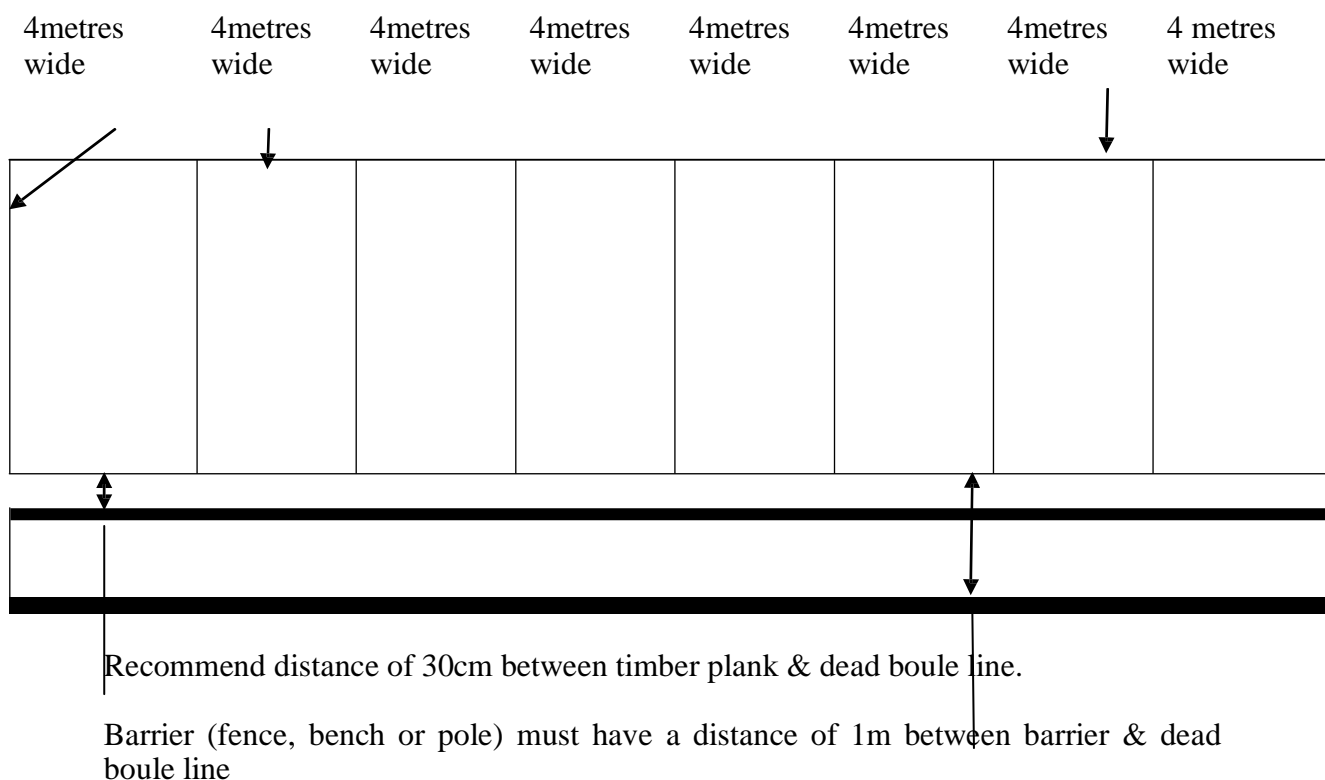 4metres 4metres 4metres 4metres 4metres 4metres 4metres 4 metres
wide wide wide wide wide wide wide wide
Recommend distance of 30cm between timber plank & dead boule line.
Barrier (fence, bench or pole) must have a distance of 1m between barrier & dead
boule line